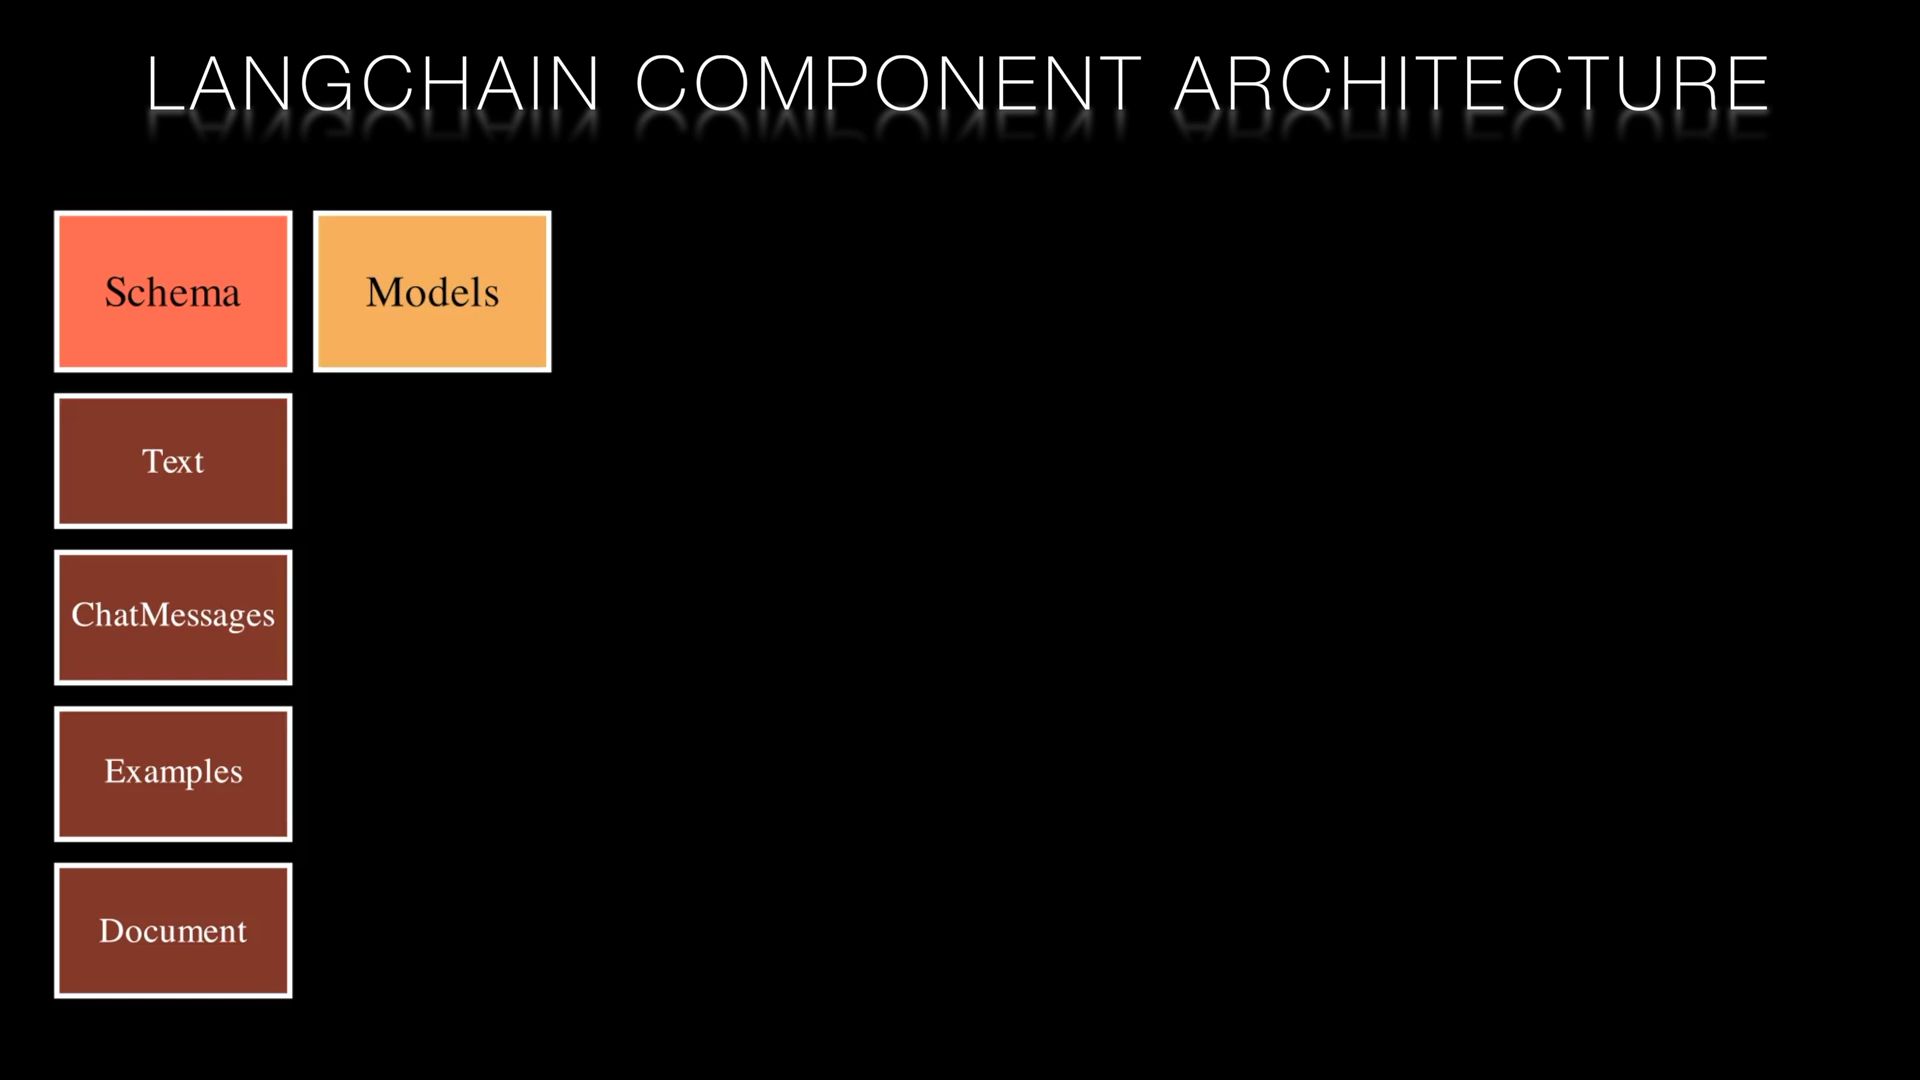 LANGCHAIN COMPONENT ARCHITECTURE
Schema
Models
Text
ChatMessages
Examples
Document